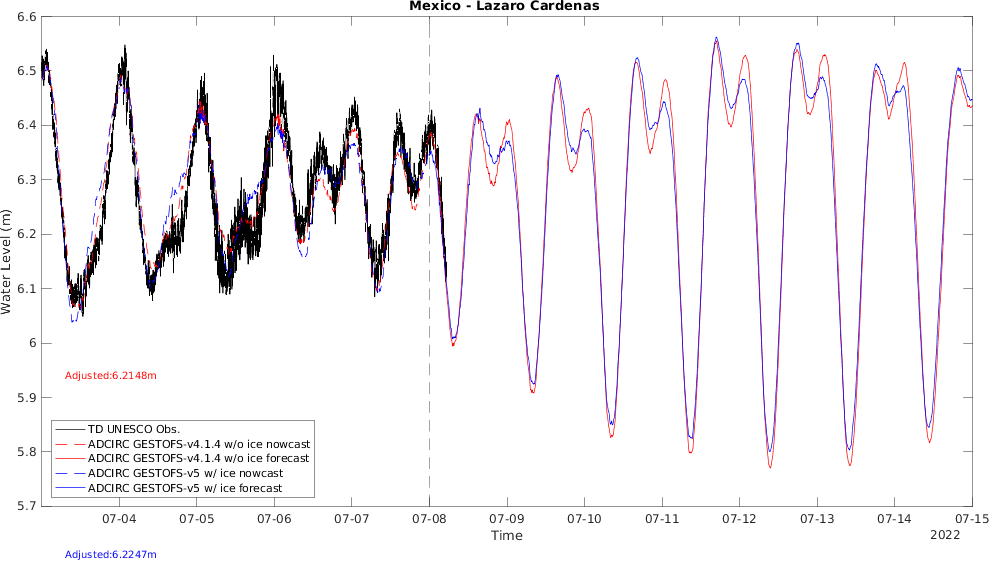 Mexico - Lazaro Cardenas
6.6
6.5
6.4
6.3
6.2
6.1
6
5.9
5.8
5.7
Water Level (m)
Adjusted:6.2148m
TD UNESCO Obs.
ADCIRC GESTOFS-v4.1.4 w/o ice nowcast
ADCIRC GESTOFS-v4.1.4 w/o ice forecast
ADCIRC GESTOFS-v5 w/ ice nowcast
ADCIRC GESTOFS-v5 w/ ice forecast
07-04 07-05 07-06 07-07 07-08 07-09 07-10 07-11 07-12 07-13 07-14 07-15
Time
2022
Adjusted:6.2247m